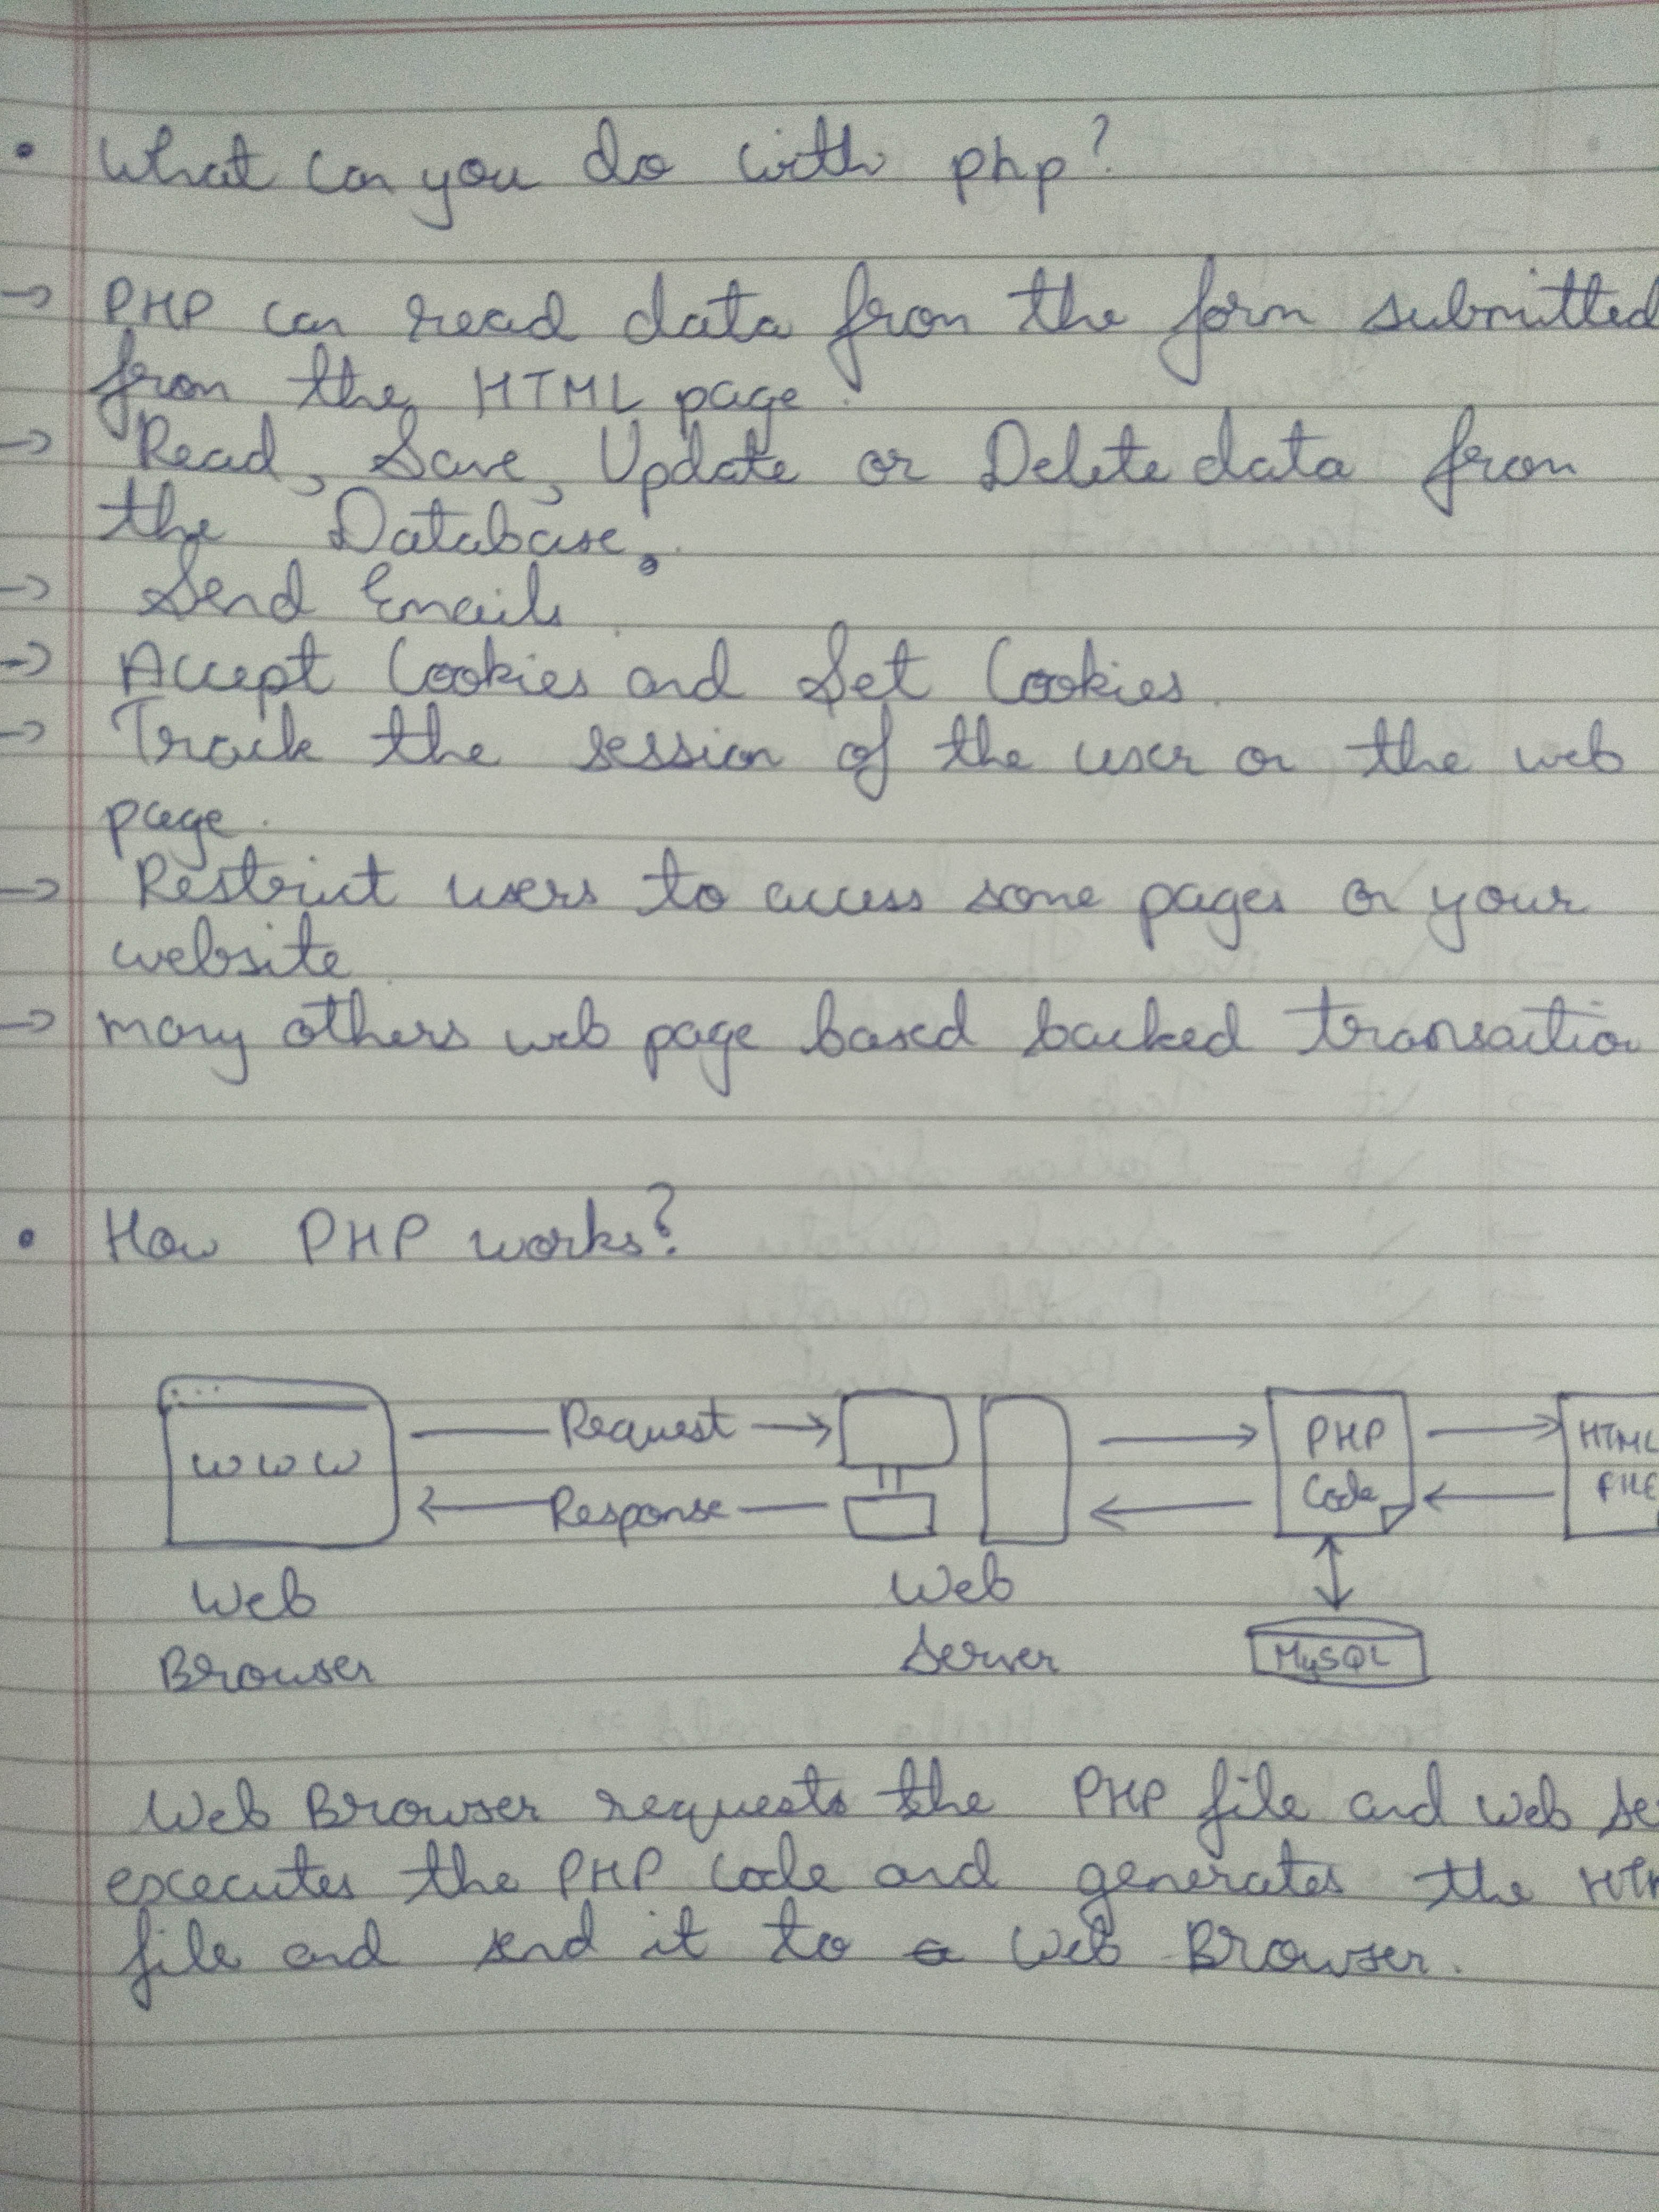 • What can you do with php?
→ PHP can read data from the form submitted
from the HTML page.
→ Read, Save, Update or Delete data from
the Database.
→ Send Emails
→ Accept Cookies and Set Cookies.
→ Track the session of the user on the web
page.
→ Restrict users to access some pages on your
website.
→ many others web page based backed transaction
• How PHP works?
www
Request
Response
PHP
Code
HTML
FILE
Web
Browser
Web
Server
MySQL
Web Browser requests the PHP file and web se
executes the PHP code and generates the HTM
file and send it to a Web Browser.